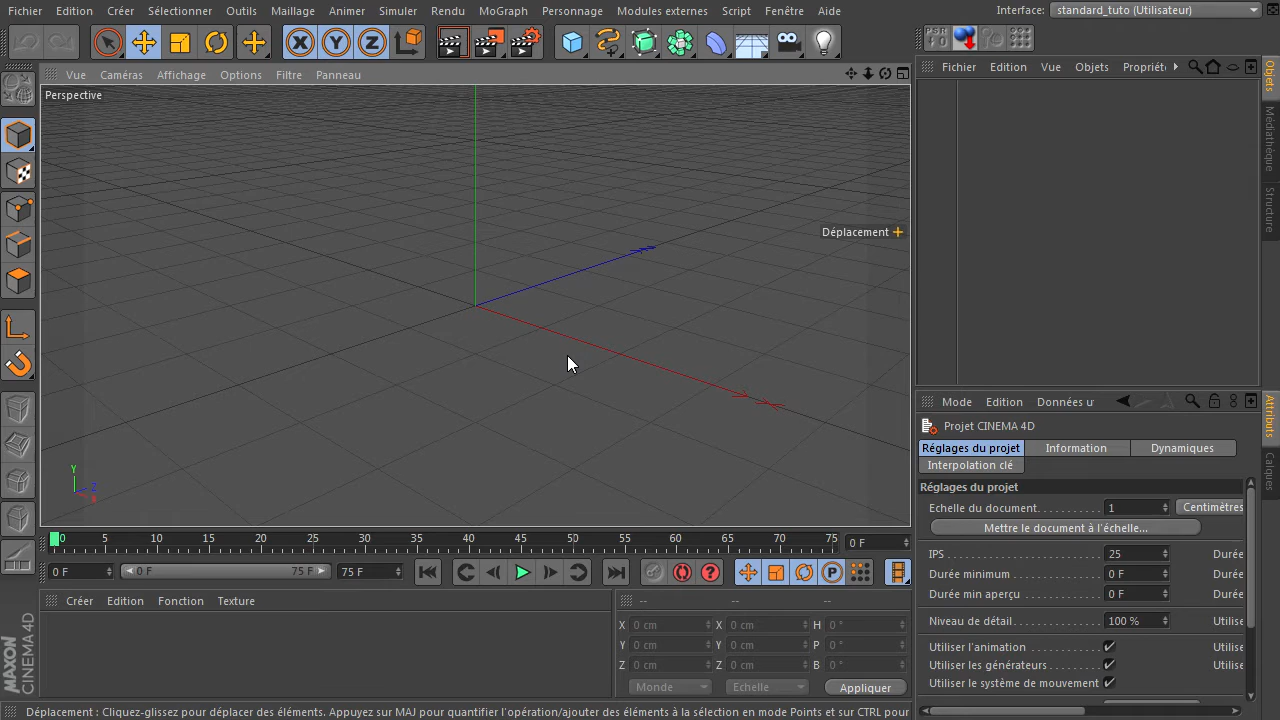 Fichier Edition Créer Sélectionner Outils Maillage Animer Simuler Rendu MoGraph Personnage Modules externes Script Fenêtre Aide Interface: standard_tuto (Utilisateur)
X Y Z PSR 0
Vue Caméras Affichage Options Filtre Panneau
Fichier Edition Vue Objets Propriét
Objets
Médiathèque
Structure
Perspective
Déplacement
Y
Z
X
Mode Edition Données u
Attributs
Calques
Projet CINEMA 4D
Réglages du projet Information Dynamiques
Interpolation clé
Réglages du projet
Echelle du document 1 Centimètres
Mettre le document à l'échelle...
IPS 25 Durée
Durée minimum 0 F Durée
Durée min aperçu 0 F Durée
Niveau de détail 100 % Utilise
Utiliser l'animation Utilise
Utiliser les générateurs Utilise
Utiliser le système de mouvement Utilise
0 5 10 15 20 25 30 35 40 45 50 55 60 65 70 75 0 F
0 F 0 F 75 F 75 F ? P
Créer Edition Fonction Texture
-- -- --
X 0 cm X 0 cm H 0 °
Y 0 cm Y 0 cm P 0 °
Z 0 cm Z 0 cm B 0 °
Monde Echelle Appliquer
MAXON
CINEMA 4D
Déplacement : Cliquez-glissez pour déplacer des éléments. Appuyez sur MAJ pour quantifier l'opération/ajouter des éléments à la sélection en mode Points et sur CTRL pour